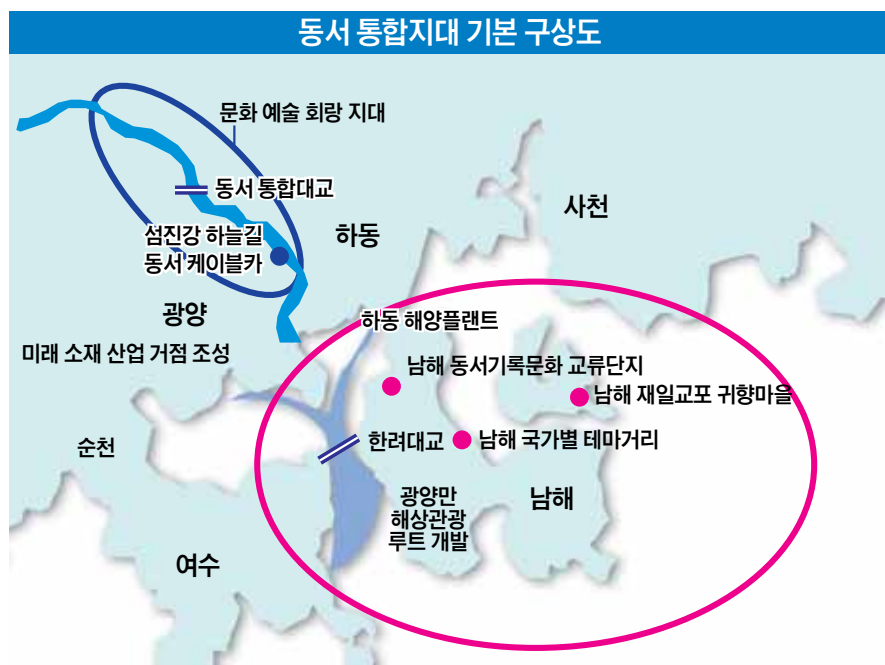 동서 통합지대 기본 구상도
문화 예술 회랑 지대
동서 통합대교
사천
섬진강 하늘길
동서 케이블카
하동
광양
미래 소재 산업 거점 조성
하동 해양플랜트
남해 동서기록문화 교류단지
남해 재일교포 귀향마을
순천
한려대교
남해 국가별 테마거리
광양만
해상관광
루트 개발
남해
여수